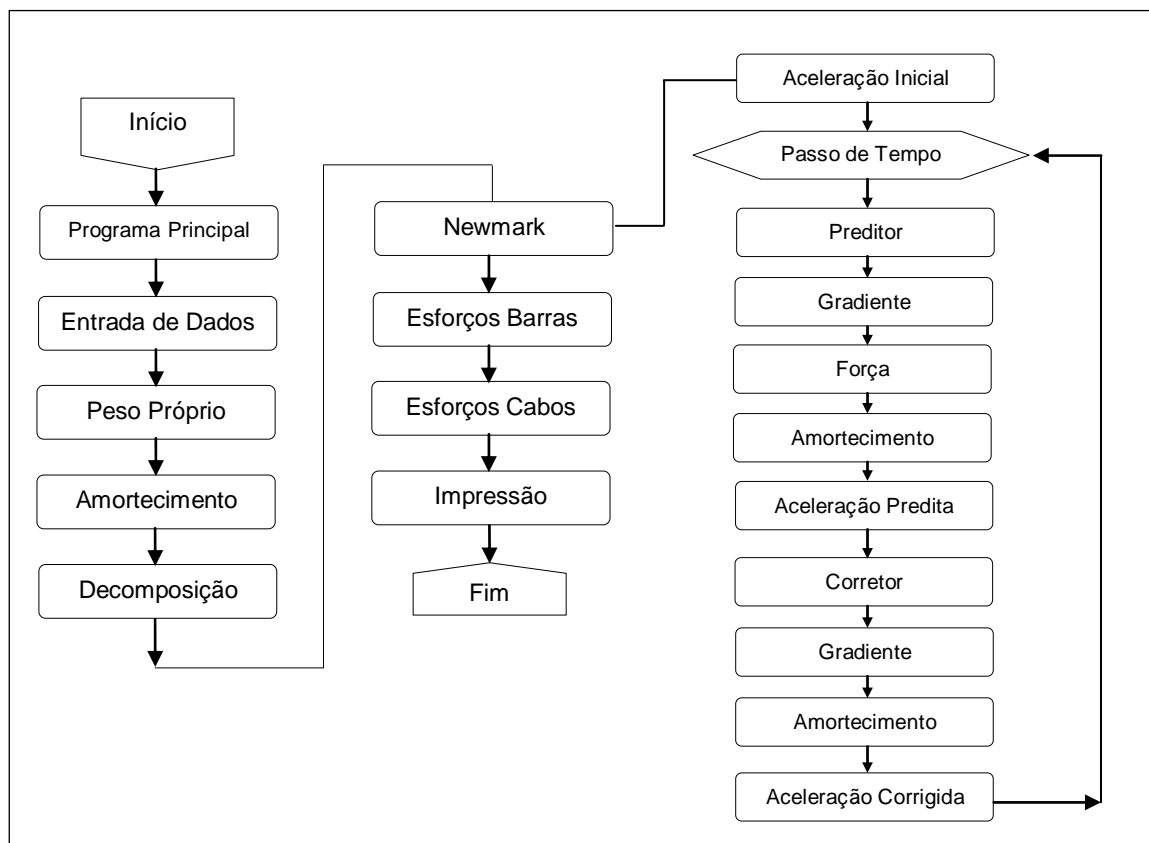 Início
Programa Principal
Entrada de Dados
Peso Próprio
Amortecimento
Decomposição
Newmark
Esforços Barras
Esforços Cabos
Impressão
Fim
Aceleração Inicial
Passo de Tempo
Preditor
Gradiente
Força
Amortecimento
Aceleração Predita
Corretor
Gradiente
Amortecimento
Aceleração Corrigida